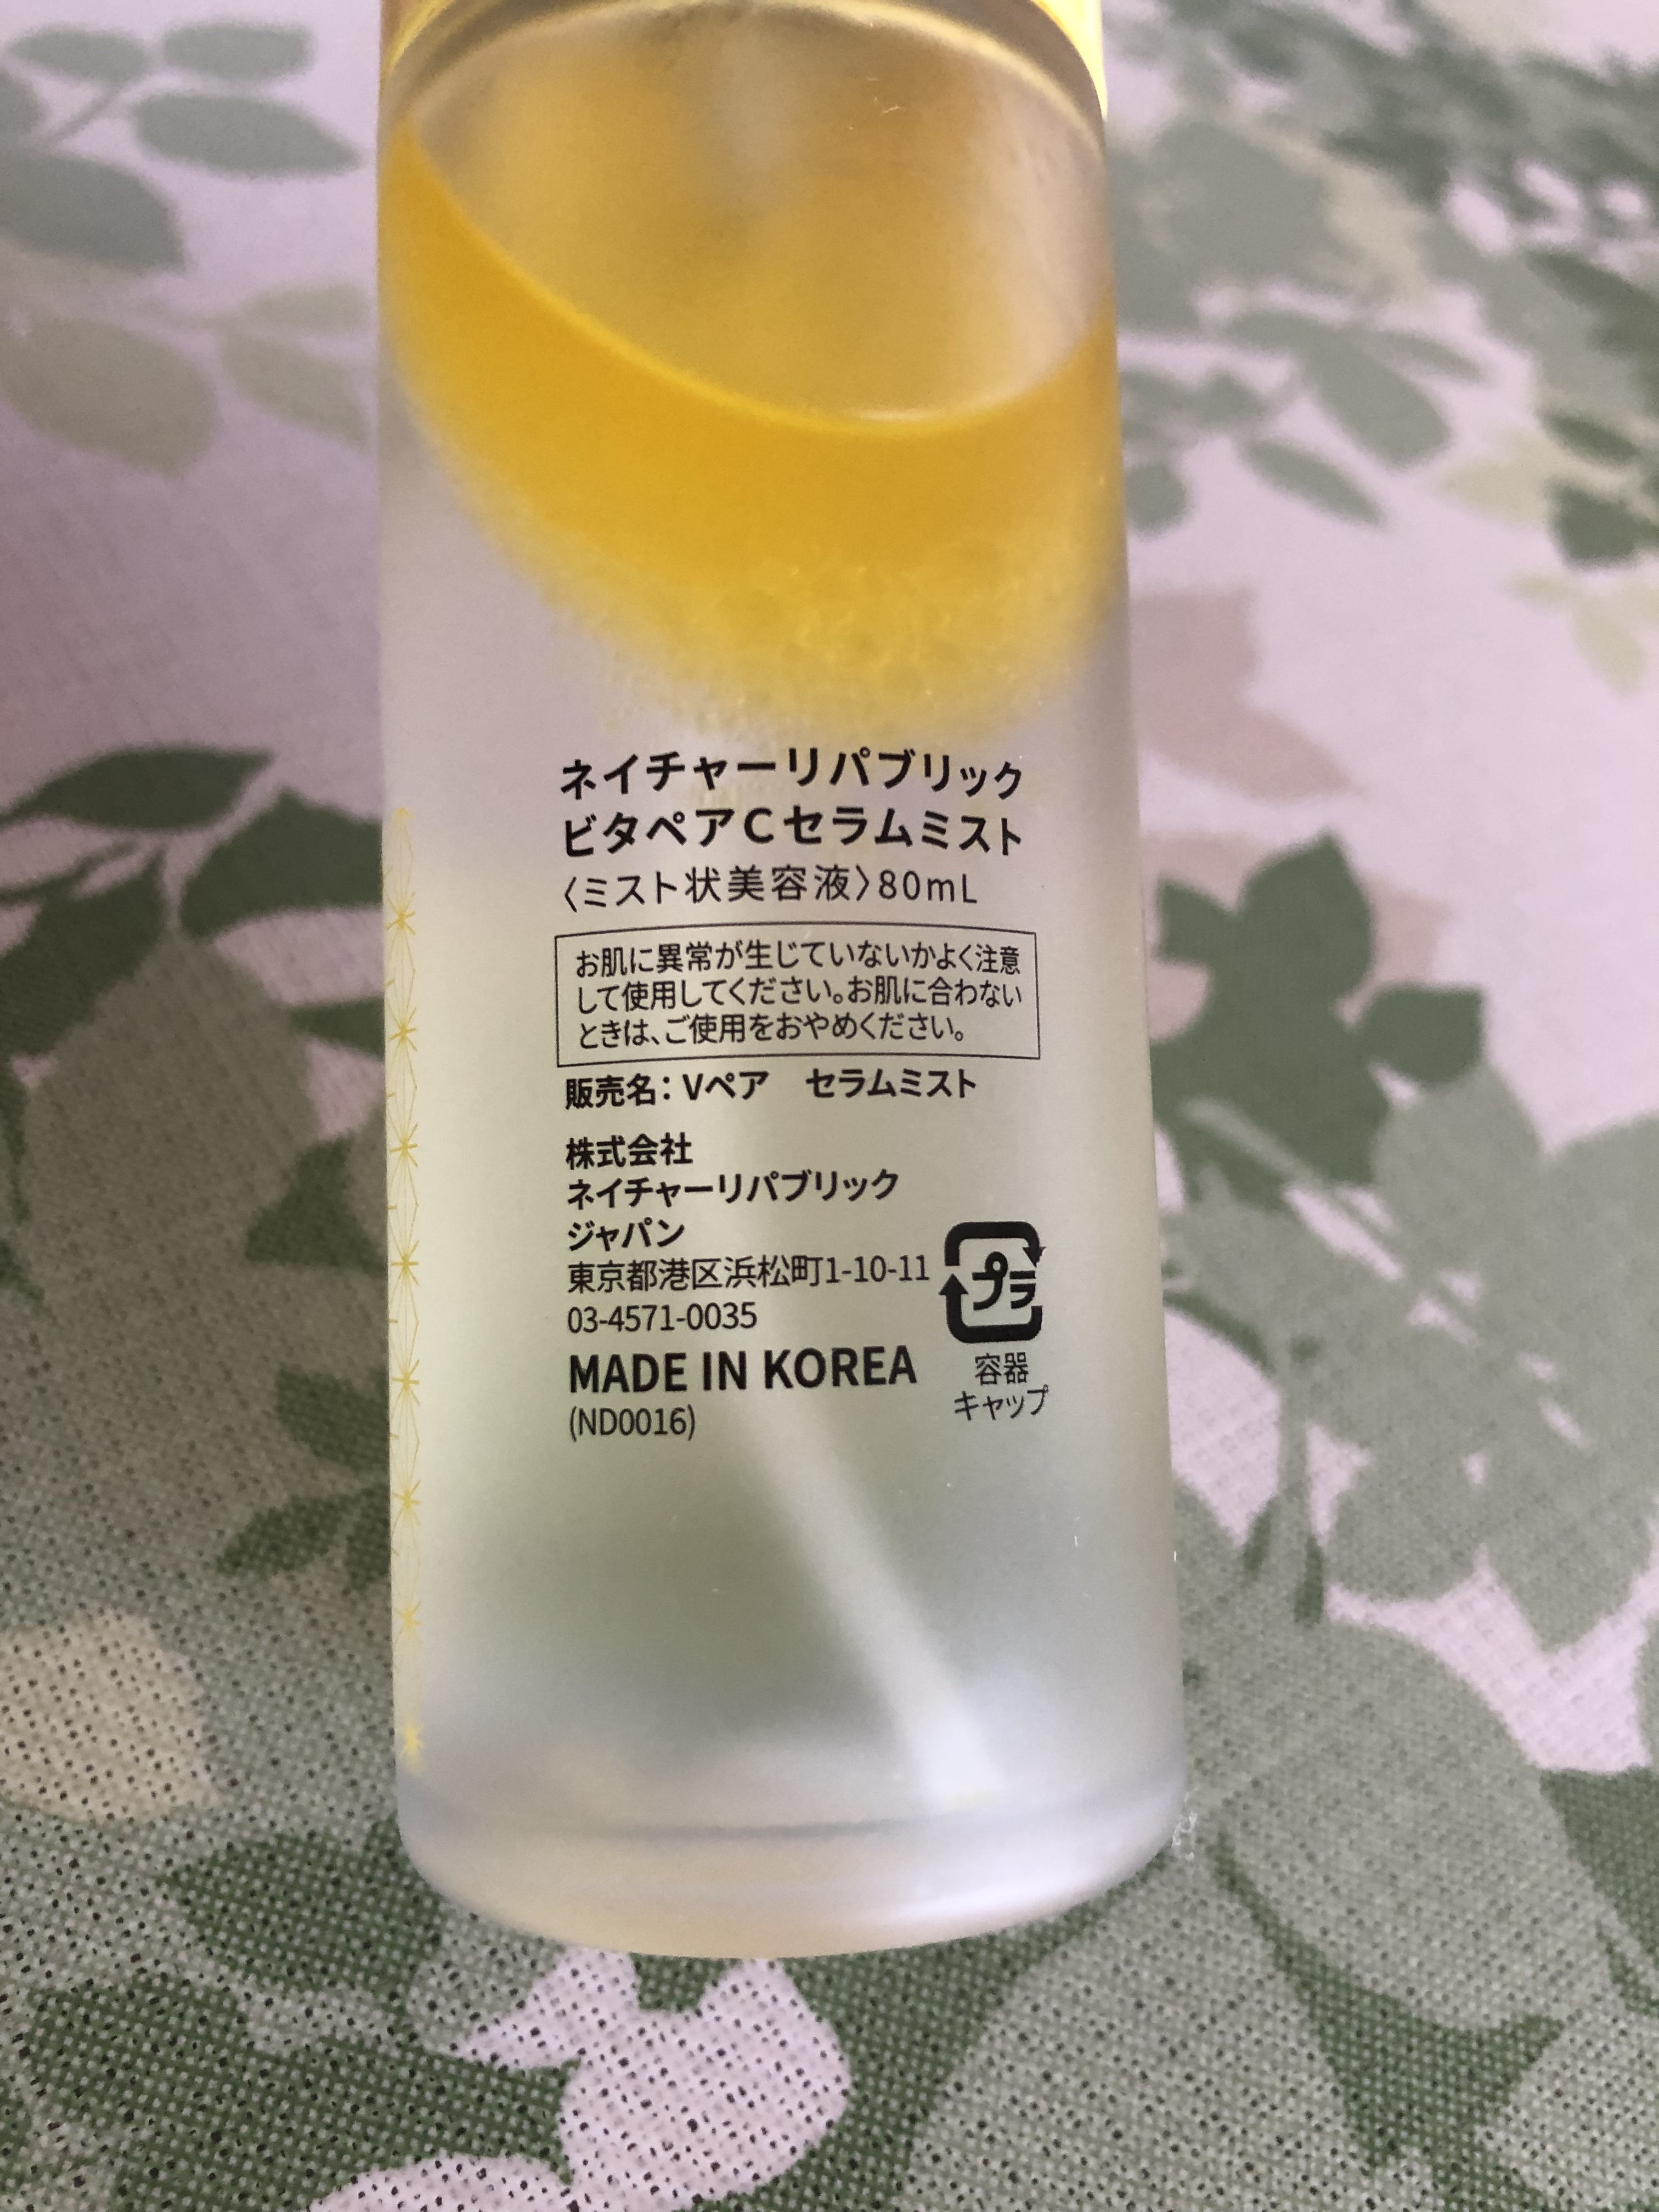 ネイチャーリパブリック
ビタペアCセラムミスト
〈ミスト状美容液〉80mL
お肌に異常が生じていないかよく注意
して使用してください。お肌に合わない
ときは、ご使用をおやめください。
販売名：Vペア　セラムミスト
株式会社
ネイチャーリパブリック
ジャパン
東京都港区浜松町1-10-11
03-4571-0035
MADE IN KOREA
(ND0016)
プラ
容器
キャップ